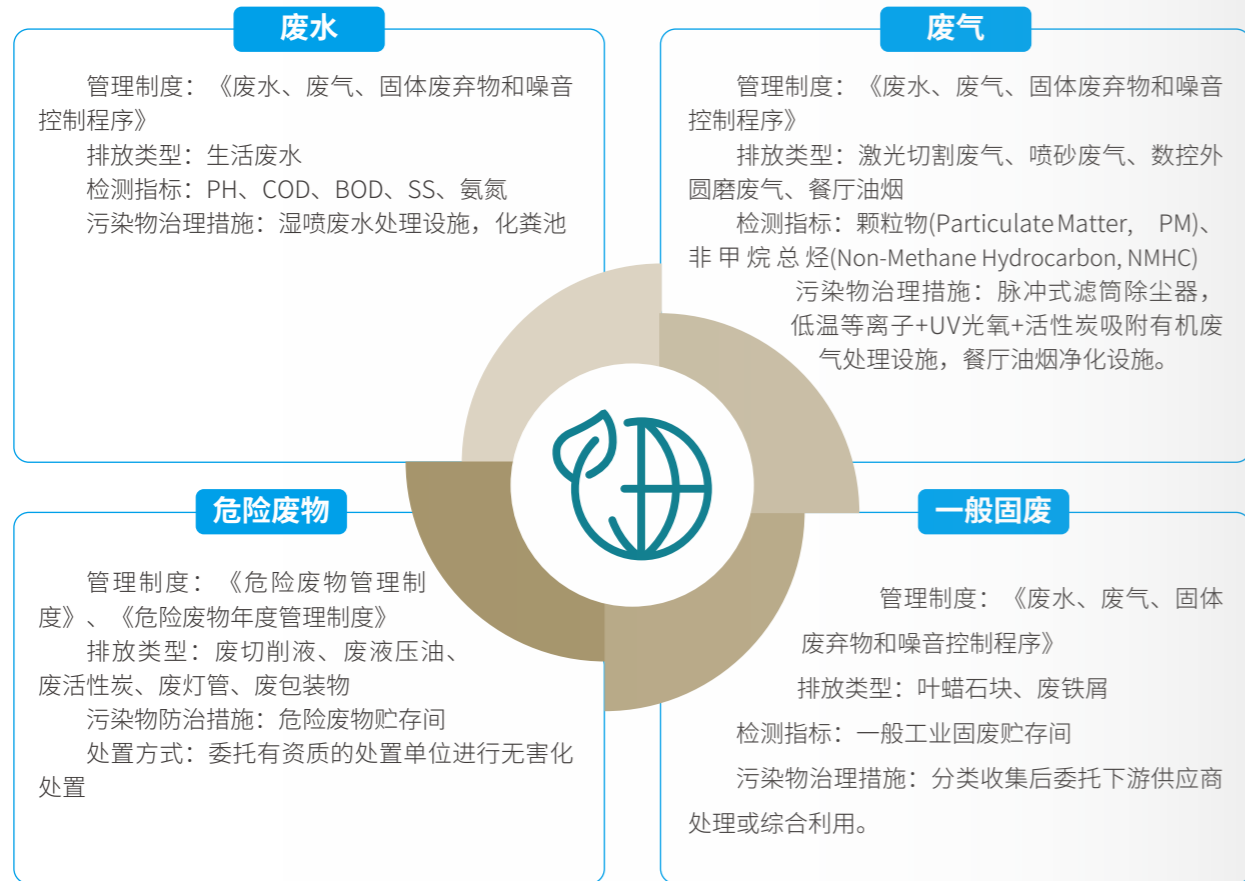 废水
管理制度：《废水、废气、固体废弃物和噪音
控制程序》
排放类型：生活废水
检测指标：PH、COD、BOD、SS、氨氮
污染物治理措施：湿喷废水处理设施，化粪池
废气
管理制度：《废水、废气、固体废弃物和噪音
控制程序》
排放类型：激光切割废气、喷砂废气、数控外
圆磨废气、餐厅油烟
检测指标：颗粒物(Particulate Matter, PM)、
非甲烷总烃(Non-Methane Hydrocarbon, NMHC)
污染物治理措施：脉冲式滤筒除尘器，
低温等离子+UV光氧+活性炭吸附有机废
气处理设施，餐厅油烟净化设施。
危险废物
管理制度：《危险废物管理制
度》、《危险废物年度管理制度》
排放类型：废切削液、废液压油、
废活性炭、废灯管、废包装物
污染物防治措施：危险废物贮存间
处置方式：委托有资质的处置单位进行无害化
处置
一般固废
管理制度：《废水、废气、固体
废弃物和噪音控制程序》
排放类型：叶蜡石块、废铁屑
检测指标：一般工业固废贮存间
污染物治理措施：分类收集后委托下游供应商
处理或综合利用。